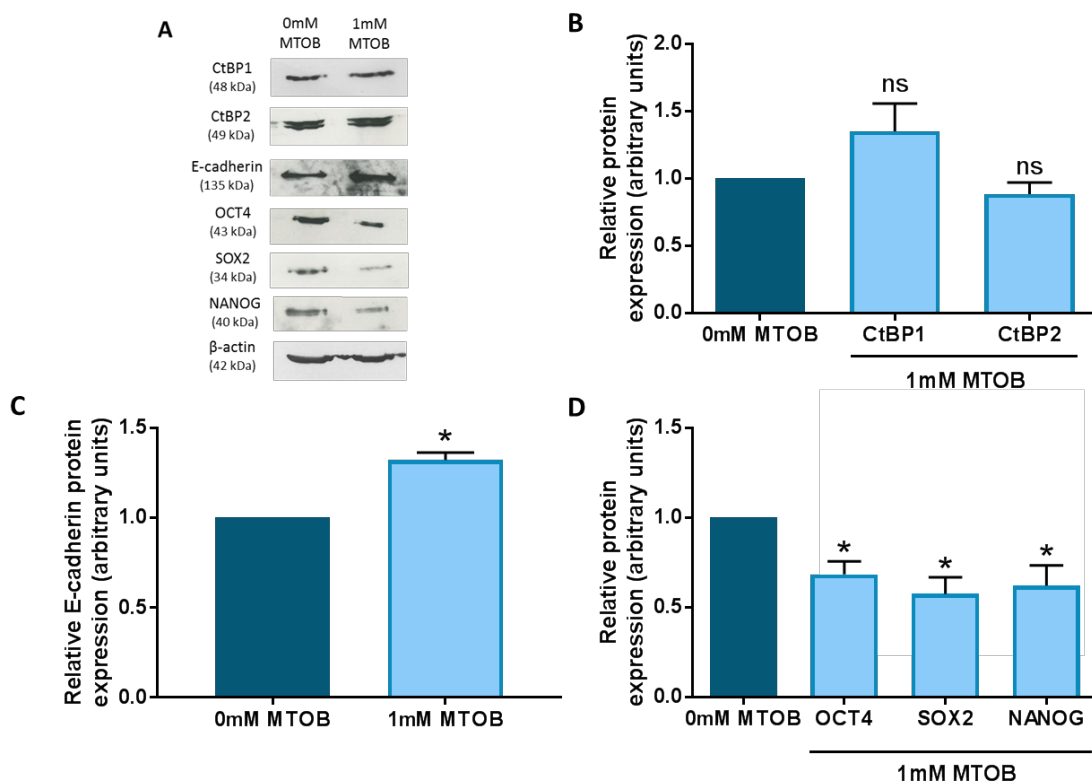 A
0mM
MTOB
1mM
MTOB
CtBP1
(48 kDa)
CtBP2
(49 kDa)
E-cadherin
(135 kDa)
OCT4
(43 kDa)
SOX2
(34 kDa)
NANOG
(40 kDa)
β-actin
(42 kDa)
B
Relative protein
expression (arbitrary units)
2.0
1.5
1.0
0.5
0.0
ns
ns
0mM MTOB
CtBP1
CtBP2
1mM MTOB
C
Relative E-cadherin protein
expression (arbitrary units)
1.5
1.0
0.5
0.0
*
0mM MTOB
1mM MTOB
D
Relative protein
expression (arbitrary units)
1.5
1.0
0.5
0.0
*
*
*
0mM MTOB
OCT4
SOX2
NANOG
1mM MTOB